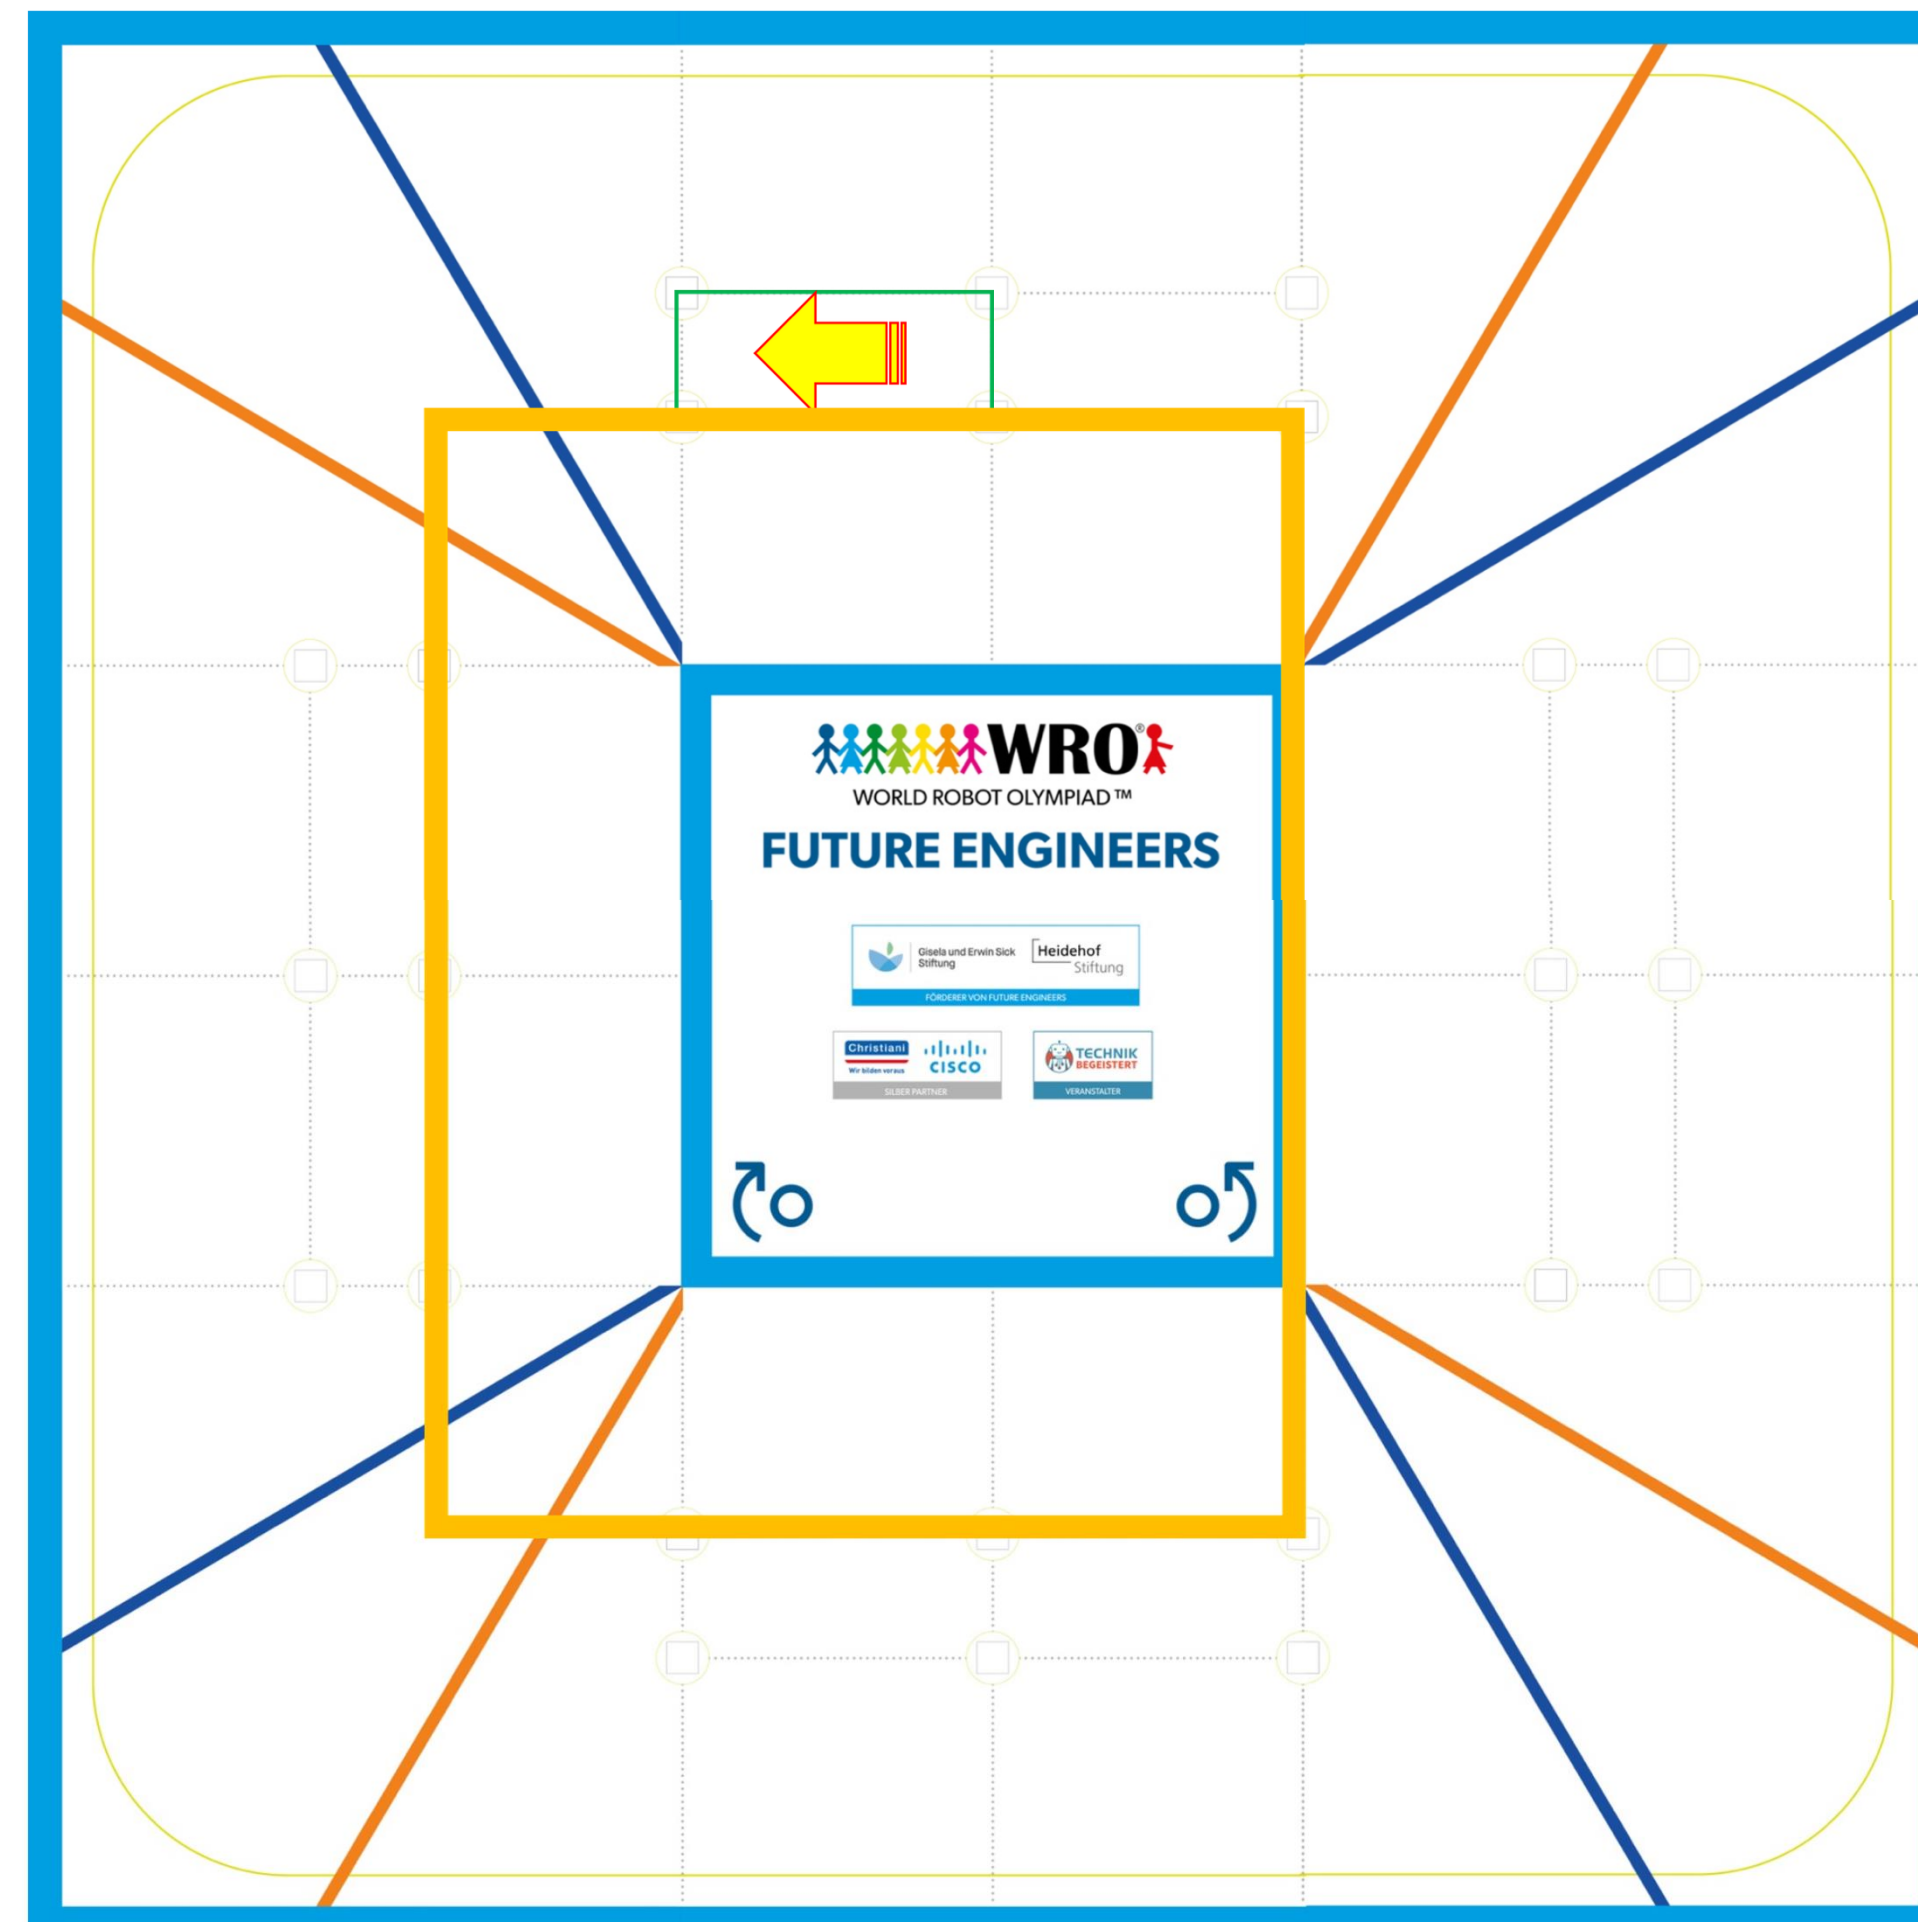 WRO®
WORLD ROBOT OLYMPIAD™
FUTURE ENGINEERS
Gisela und Erwin Sick
Stiftung
Heidehof
Stiftung
FÖRDERER VON FUTURE ENGINEERS
Christiani
Wir bilden voraus
CISCO
SILBER PARTNER
TECHNIK
BEGEISTERT
VERANSTALTER